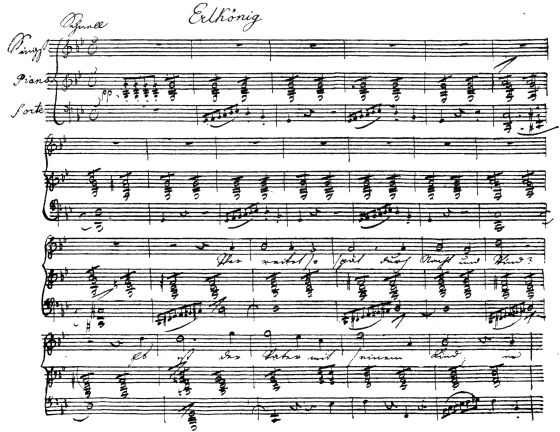 Erlkönig
Schnell
Singst.
Piano
forte
pp
Wer reitet so spät durch Nacht und Wind?
Es ist der Vater mit seinem Kind; er